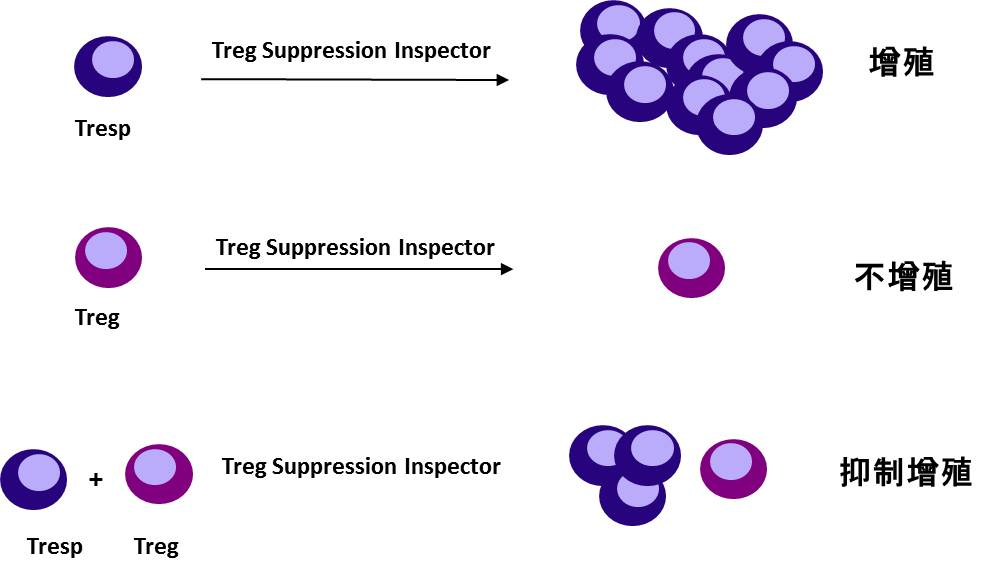 Treg Suppression Inspector
增殖
Tresp
Treg Suppression Inspector
不增殖
Treg
Treg Suppression Inspector
抑制增殖
+
Tresp Treg